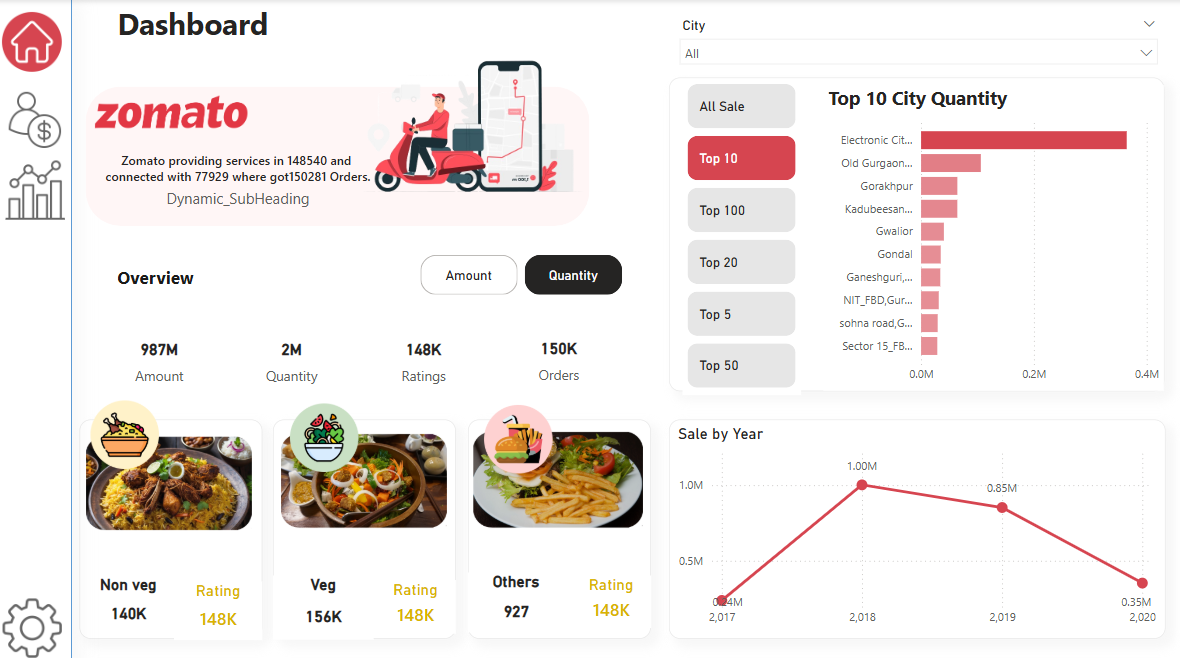 Dashboard
zomato
Zomato providing services in 148540 and
connected with 77929 where got150281 Orders.
Dynamic_SubHeading
City
All
All Sale
Top 10
Top 100
Top 20
Top 5
Top 50
Top 10 City Quantity
Electronic Cit...
Old Gurgaon...
Gorakhpur
Kadubeesan...
Gwalior
Gondal
Ganeshguri,...
NIT_FBD,Gur...
sohna road,G...
Sector 15_FB...
0.0M 0.2M 0.4M
Overview
Amount Quantity
987M 2M 148K 150K
Amount Quantity Ratings Orders
Non veg Rating
140K 148K
Veg Rating
156K 148K
Others Rating
927 148K
Sale by Year
1.00M
1.0M
0.85M
0.5M
0.24M
0.35M
2,017 2,018 2,019 2,020